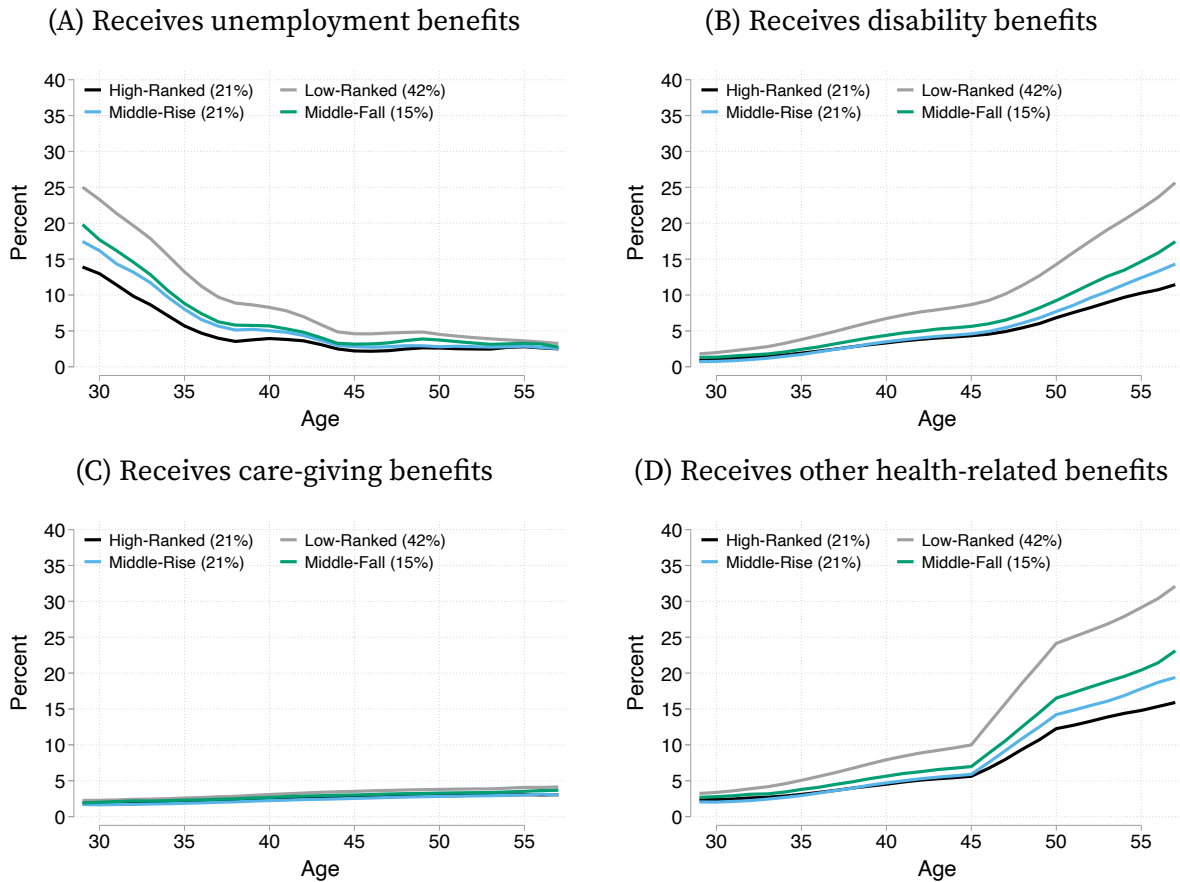 (A) Receives unemployment benefits
40
35
30
25
20
15
10
5
0
Percent
High-Ranked (21%)
Low-Ranked (42%)
Middle-Rise (21%)
Middle-Fall (15%)
30 35 40 45 50 55
Age
(B) Receives disability benefits
40
35
30
25
20
15
10
5
0
Percent
High-Ranked (21%)
Low-Ranked (42%)
Middle-Rise (21%)
Middle-Fall (15%)
30 35 40 45 50 55
Age
(C) Receives care-giving benefits
40
35
30
25
20
15
10
5
0
Percent
High-Ranked (21%)
Low-Ranked (42%)
Middle-Rise (21%)
Middle-Fall (15%)
30 35 40 45 50 55
Age
(D) Receives other health-related benefits
40
35
30
25
20
15
10
5
0
Percent
High-Ranked (21%)
Low-Ranked (42%)
Middle-Rise (21%)
Middle-Fall (15%)
30 35 40 45 50 55
Age